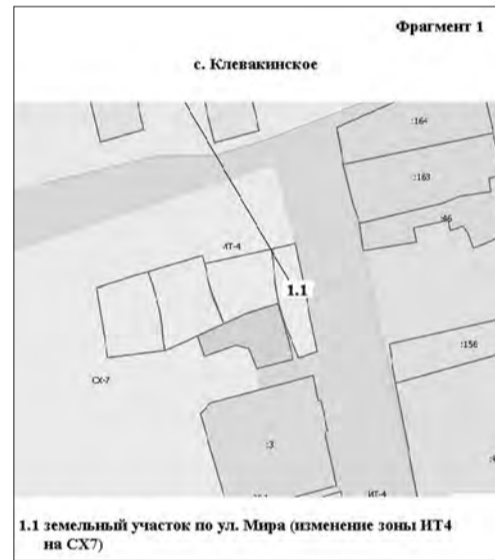 Фрагмент 1
с. Клевакинское
:164
:163
:46
ИТ-4
1.1
:156
СХ-7
:3
ИТ-4
1.1 земельный участок по ул. Мира (изменение зоны ИТ4
на СХ7)